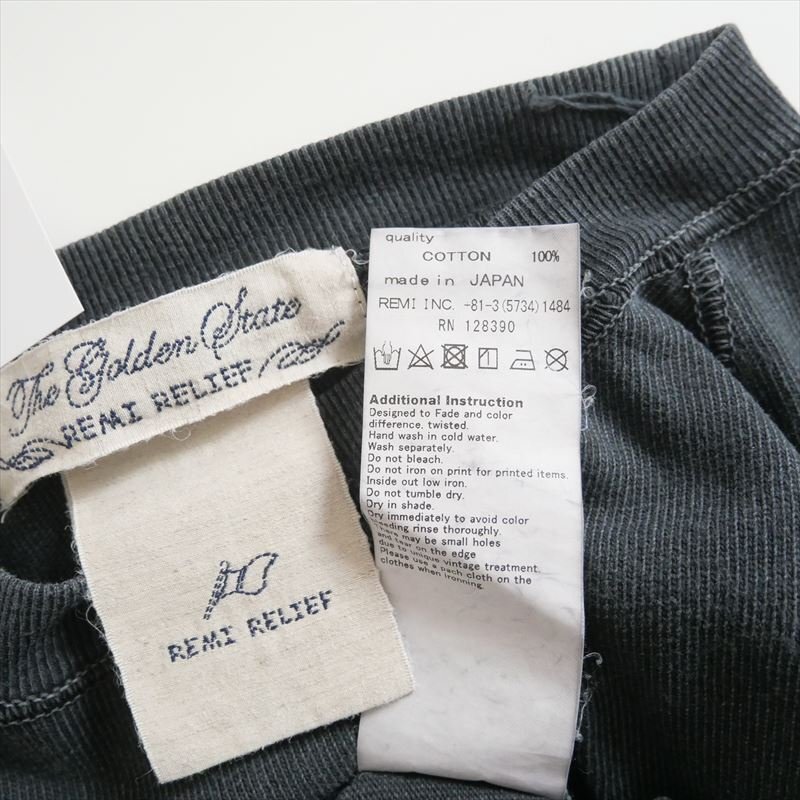 The Golden State
REMI RELIEF
REMI RELIEF
quality
COTTON 100%
made in JAPAN
REMI INC. -81-3(5734)1484
RN 128390
Additional Instruction
Designed to Fade and color
difference, twisted.
Hand wash in cold water.
Wash separately.
Do not bleach.
Do not iron on print for printed items.
Inside out low iron.
Do not tumble dry.
Dry in shade.
Dry immediately to avoid color
bleeding rinse thoroughly.
There may be small holes
and tear on the edge
due to unique vintage treatment.
Please use a pach cloth on the
clothes when ironning.